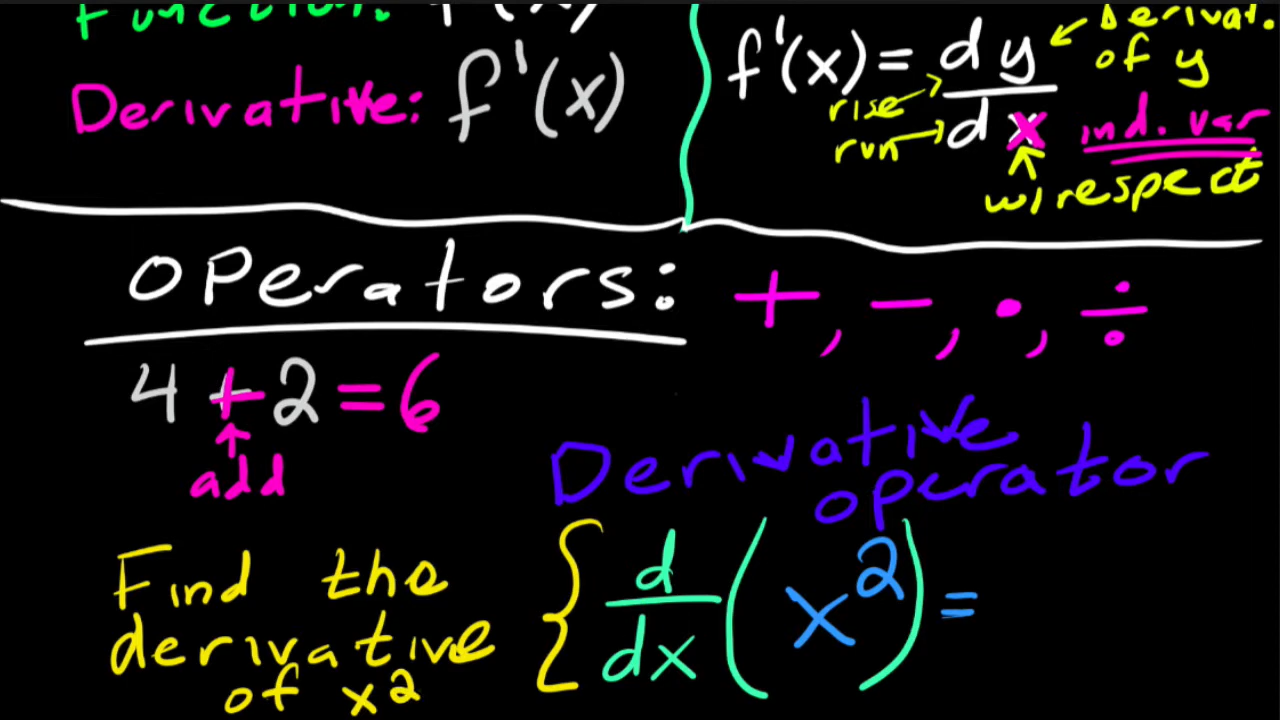 Function: f(x)
Derivative: f'(x)
f'(x) = dy/dx
Derivat. of y
rise
run
ind. var
w/ respect
operators: +, −, •, ÷
4 + 2 = 6
add
Derivative
operator
Find the
derivative
of x2
{ d/dx (x²) =